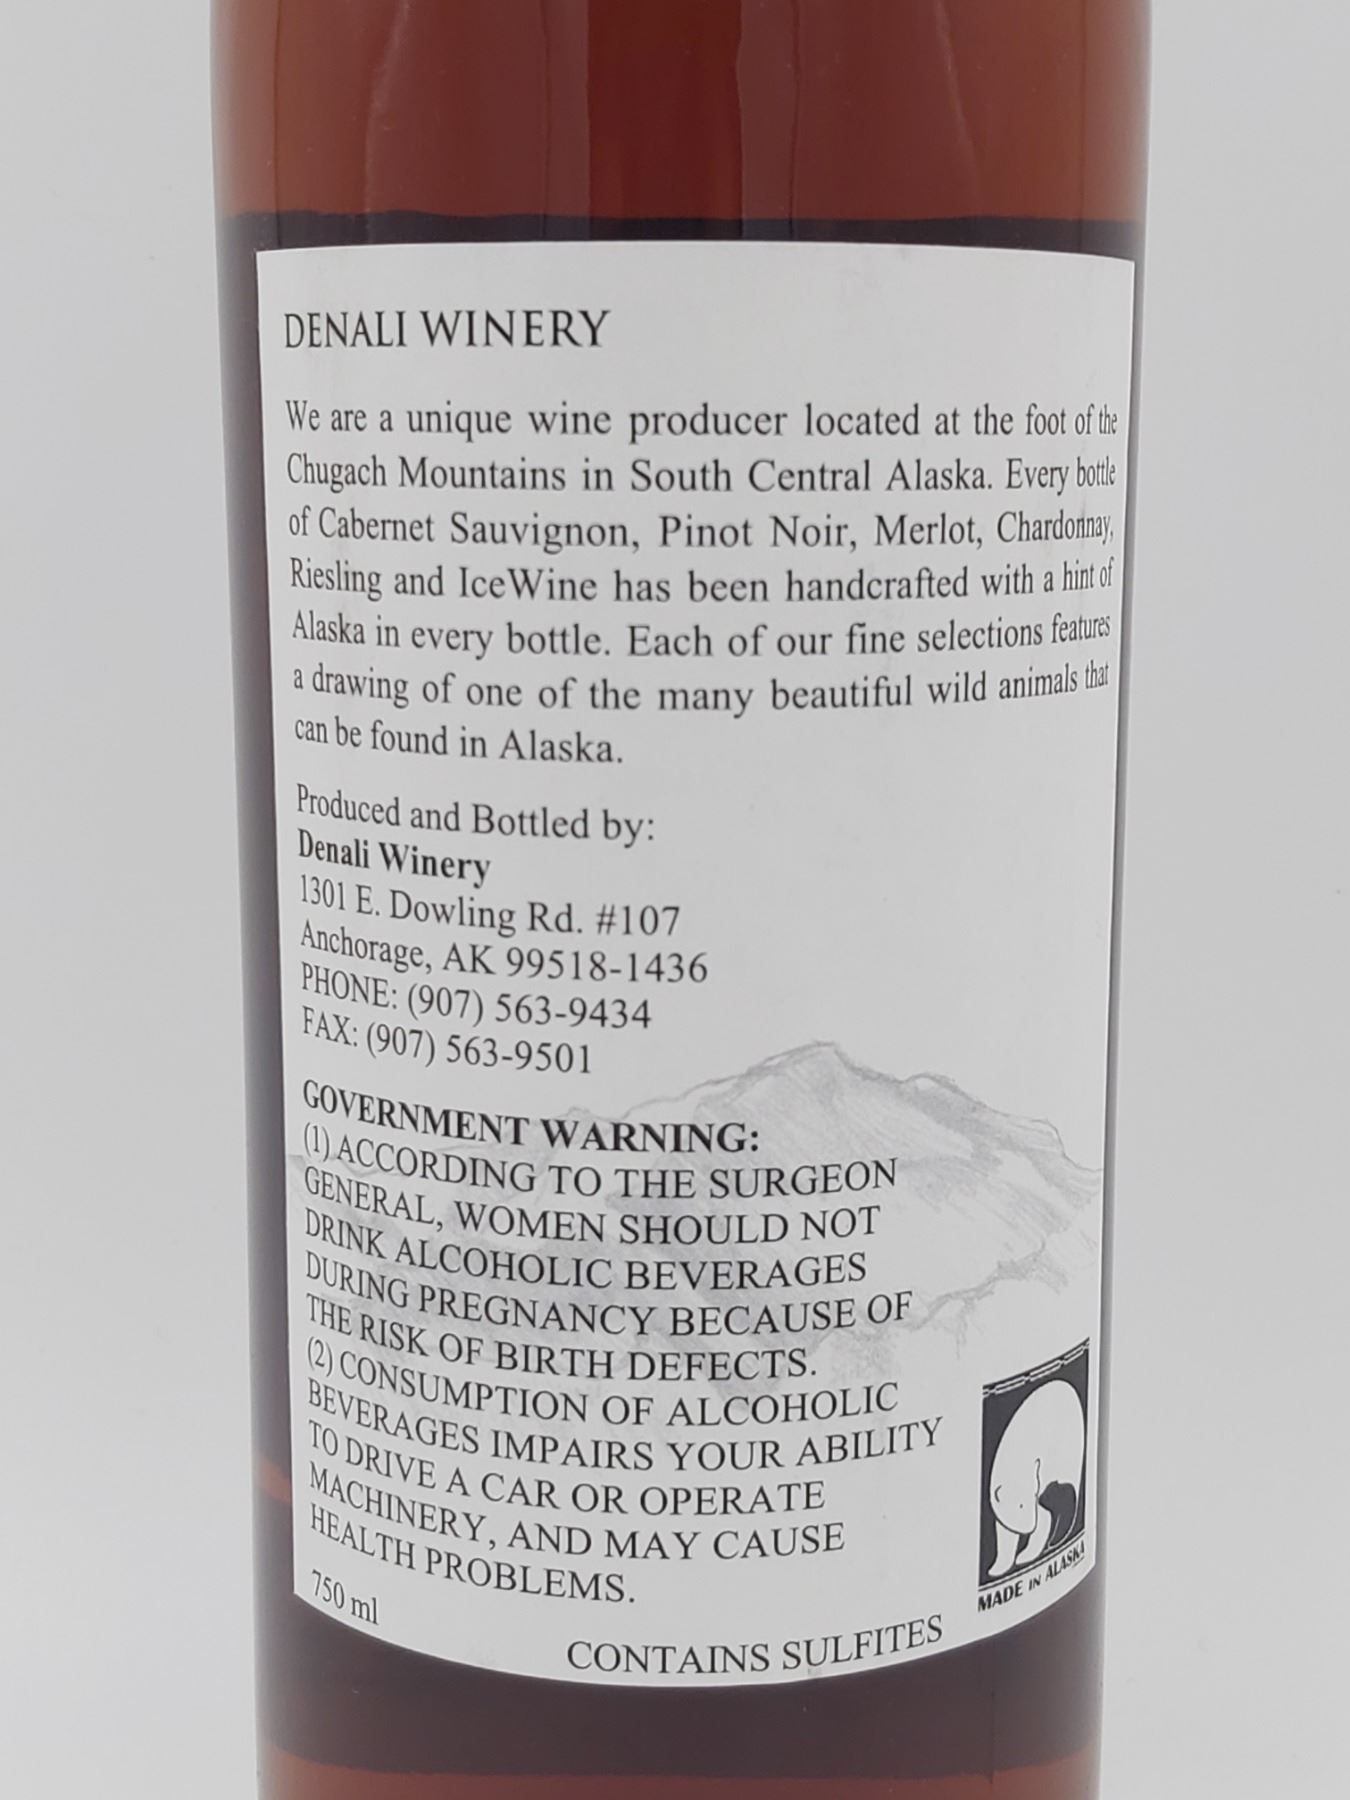 DENALI WINERY
We are a unique wine producer located at the foot of the
Chugach Mountains in South Central Alaska. Every bottle
of Cabernet Sauvignon, Pinot Noir, Merlot, Chardonnay,
Riesling and IceWine has been handcrafted with a hint of
Alaska in every bottle. Each of our fine selections features
a drawing of one of the many beautiful wild animals that
can be found in Alaska.
Produced and Bottled by:
Denali Winery
1301 E. Dowling Rd. #107
Anchorage, AK 99518-1436
PHONE: (907) 563-9434
FAX: (907) 563-9501
GOVERNMENT WARNING:
(1) ACCORDING TO THE SURGEON
GENERAL, WOMEN SHOULD NOT
DRINK ALCOHOLIC BEVERAGES
DURING PREGNANCY BECAUSE OF
THE RISK OF BIRTH DEFECTS.
(2) CONSUMPTION OF ALCOHOLIC
BEVERAGES IMPAIRS YOUR ABILITY
TO DRIVE A CAR OR OPERATE
MACHINERY, AND MAY CAUSE
HEALTH PROBLEMS.
MADE IN ALASKA
750 ml
CONTAINS SULFITES